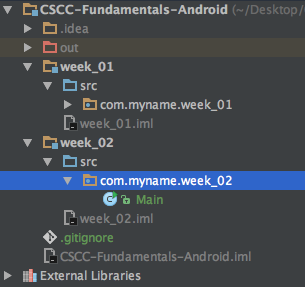 CSCC-Fundamentals-Android (~/Desktop/
.idea
out
week_01
src
com.myname.week_01
week_01.iml
week_02
src
com.myname.week_02
Main
week_02.iml
.gitignore
CSCC-Fundamentals-Android.iml
External Libraries